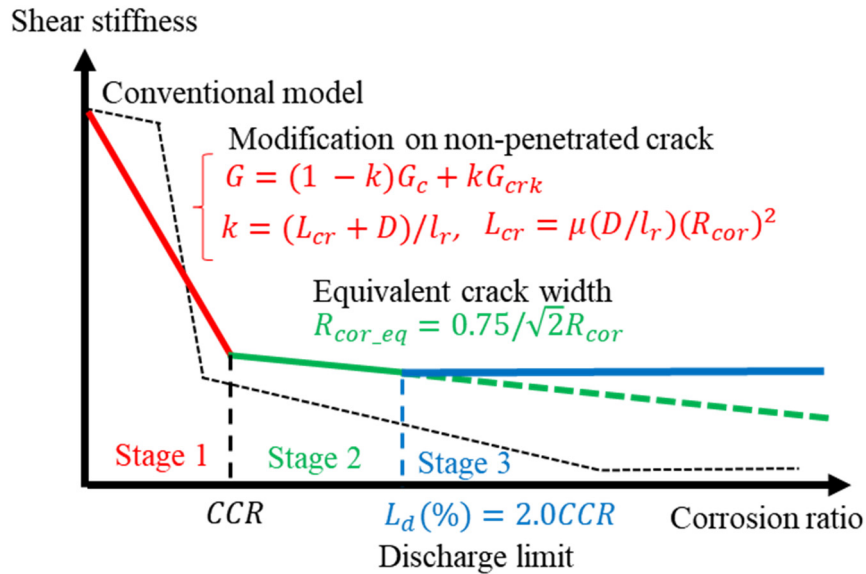 Shear stiffness
Conventional model
Modification on non-penetrated crack
G = (1 − k)G_c + kG_crk
k = (L_cr + D)/l_r, L_cr = μ(D/l_r)(R_cor)²
Equivalent crack width
R_cor_eq = 0.75/√2R_cor
Stage 1
Stage 2
Stage 3
CCR
L_d(%) = 2.0CCR
Corrosion ratio
Discharge limit